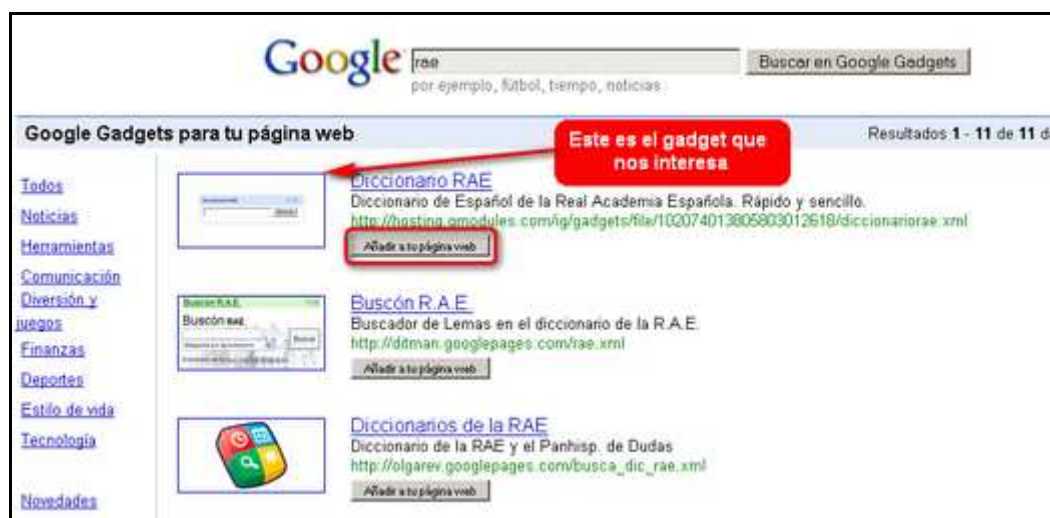 Google
rae
Buscar en Google Gadgets
por ejemplo, fútbol, tiempo, noticias
Google Gadgets para tu página web
Resultados 1 - 11 de 11 d
Este es el gadget que
nos interesa
Todos
Noticias
Herramientas
Comunicación
Diversión y
juegos
Finanzas
Deportes
Estilo de vida
Tecnología
Novedades
Diccionario RAE
Diccionario de Español de la Real Academia Española. Rápido y sencillo.
http://hosting.gmodules.com/ig/gadgets/file/102074013805803012618/diccionariorae.xml
Añadir a tu página web
Buscón R.A.E.
Buscón RAE
Buscón R.A.E.
Buscador de Lemas en el diccionario de la R.A.E.
http://ditman.googlepages.com/rae.xml
Añadir a tu página web
Diccionarios de la RAE
Diccionario de la RAE y el Panhisp. de Dudas
http://olgarev.googlepages.com/busca_dic_rae.xml
Añadir a tu página web